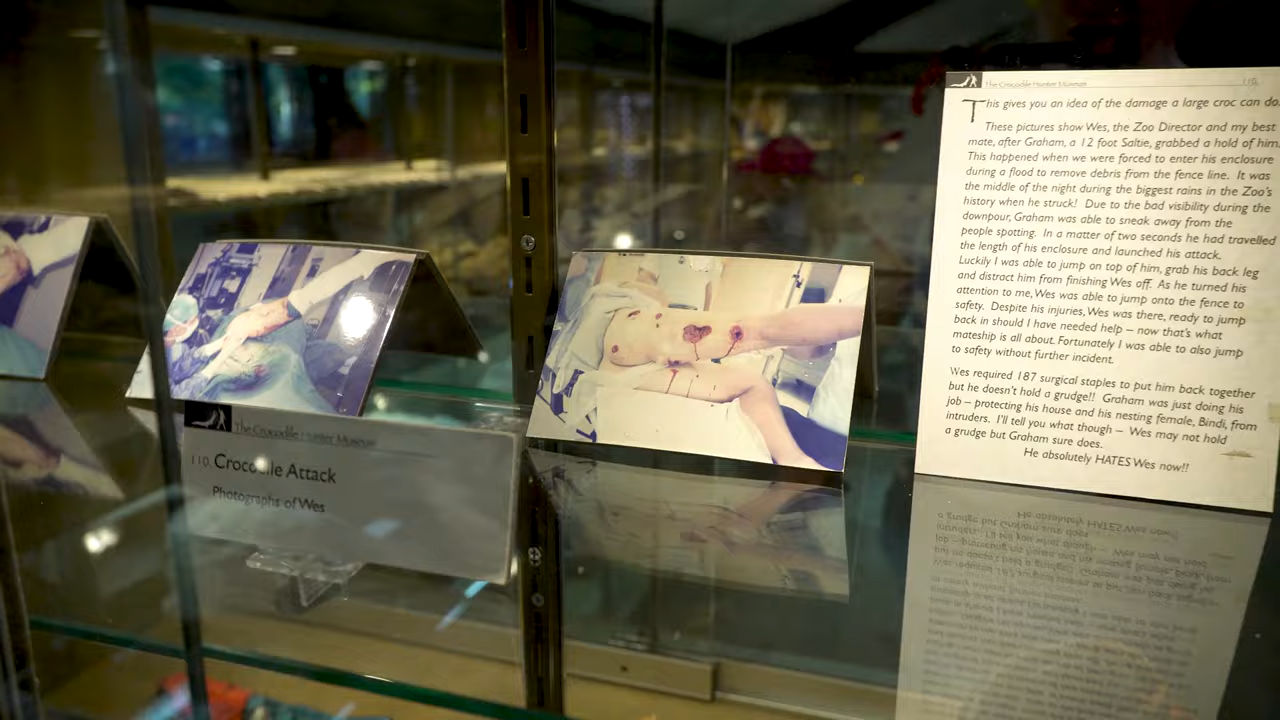 The Crocodile Hunter Museum
110. Crocodile Attack
Photographs of Wes
The Crocodile Hunter Museum 110.
This gives you an idea of the damage a large croc can do.
These pictures show Wes, the Zoo Director and my best
mate, after Graham, a 12 foot Saltie, grabbed a hold of him.
This happened when we were forced to enter his enclosure
during a flood to remove debris from the fence line. It was
the middle of the night during the biggest rains in the Zoo's
history when he struck! Due to the bad visibility during the
downpour, Graham was able to sneak away from the
people spotting. In a matter of two seconds he had travelled
the length of his enclosure and launched his attack.
Luckily I was able to jump on top of him, grab his back leg
and distract him from finishing Wes off. As he turned his
attention to me, Wes was able to jump onto the fence to
safety. Despite his injuries, Wes was there, ready to jump
back in should I have needed help – now that's what
mateship is all about. Fortunately I was able to also jump
to safety without further incident.
Wes required 187 surgical staples to put him back together
but he doesn't hold a grudge!! Graham was just doing his
job – protecting his house and his nesting female, Bindi, from
intruders. I'll tell you what though – Wes may not hold
a grudge but Graham sure does.
He absolutely HATES Wes now!!